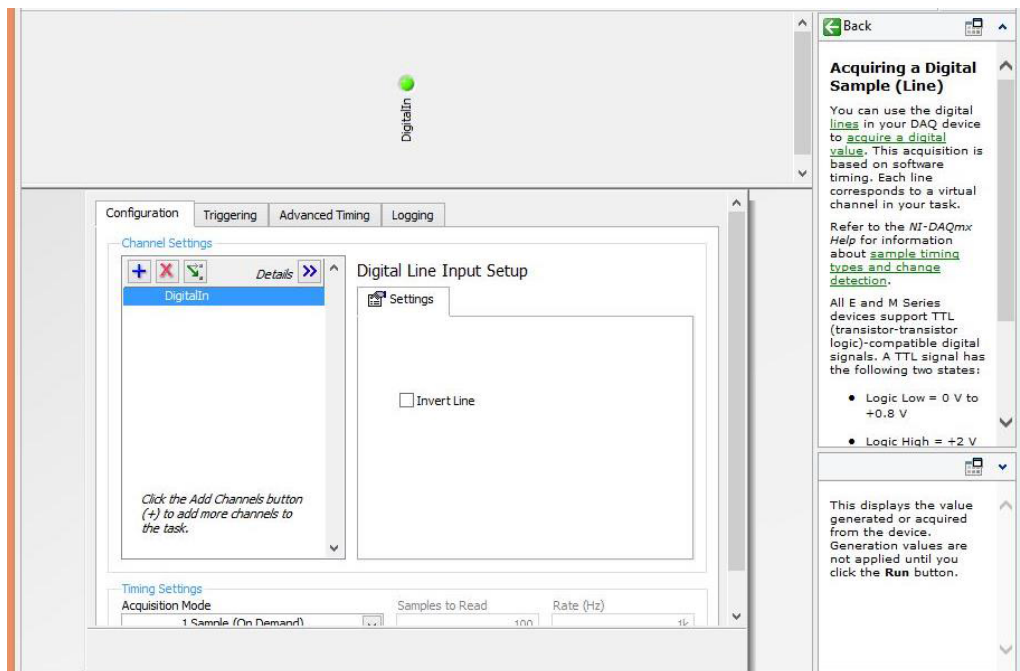 DigitalIn
Configuration
Triggering
Advanced Timing
Logging
Channel Settings
Details
DigitalIn
Click the Add Channels button
(+) to add more channels to
the task.
Digital Line Input Setup
Settings
Invert Line
Timing Settings
Acquisition Mode
Samples to Read
Rate (Hz)
1 Sample (On Demand)
100
1k
Back
Acquiring a Digital
Sample (Line)
You can use the digital
lines in your DAQ device
to acquire a digital
value. This acquisition is
based on software
timing. Each line
corresponds to a virtual
channel in your task.
Refer to the NI-DAQmx
Help for information
about sample timing
types and change
detection.
All E and M Series
devices support TTL
(transistor-transistor
logic)-compatible digital
signals. A TTL signal has
the following two states:
• Logic Low = 0 V to
+0.8 V
• Logic High = +2 V
This displays the value
generated or acquired
from the device.
Generation values are
not applied until you
click the Run button.